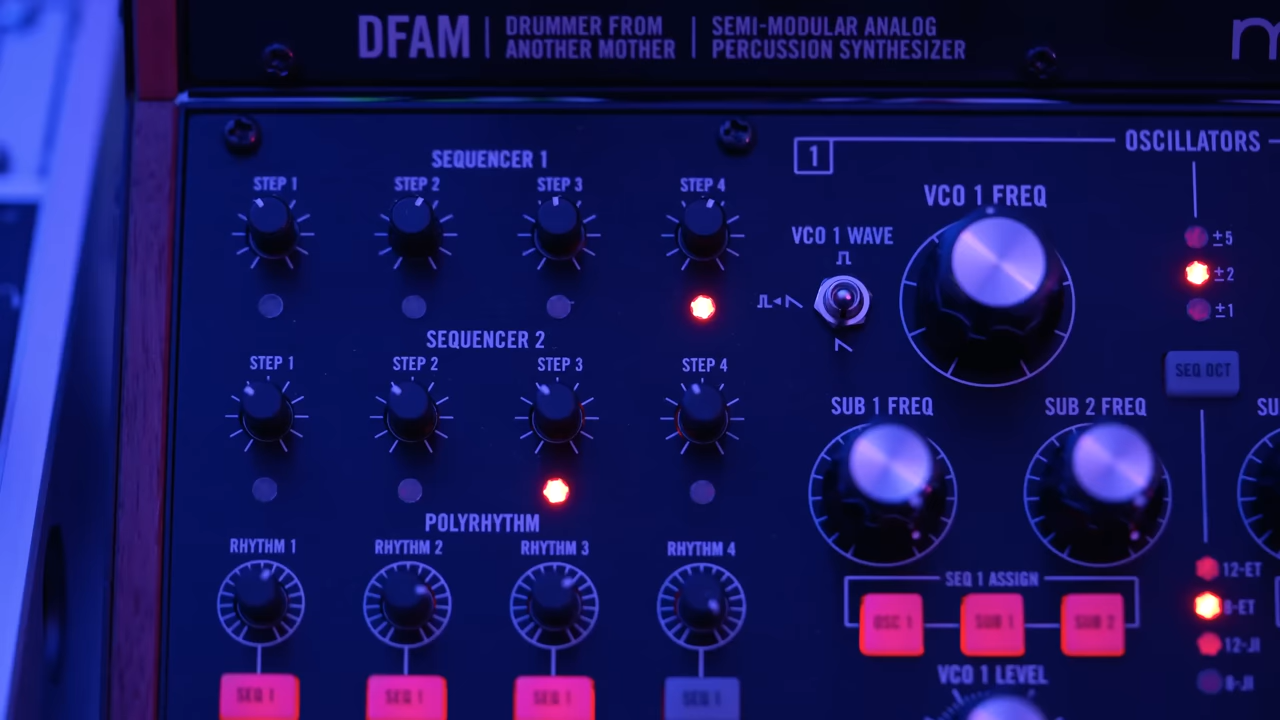 DFAM
DRUMMER FROM
ANOTHER MOTHER
SEMI-MODULAR ANALOG
PERCUSSION SYNTHESIZER
SEQUENCER 1
STEP 1 STEP 2 STEP 3 STEP 4
SEQUENCER 2
STEP 1 STEP 2 STEP 3 STEP 4
POLYRHYTHM
RHYTHM 1 RHYTHM 2 RHYTHM 3 RHYTHM 4
SEQ 1 SEQ 1 SEQ 1 SEQ 1
1
OSCILLATORS
VCO 1 FREQ
VCO 1 WAVE
±5
±2
±1
SEQ OCT
SUB 1 FREQ SUB 2 FREQ SU
SEQ 1 ASSIGN
OSC 1 SUB 1 SUB 2
VCO 1 LEVEL
12-ET
8-ET
12-JI
8-JI